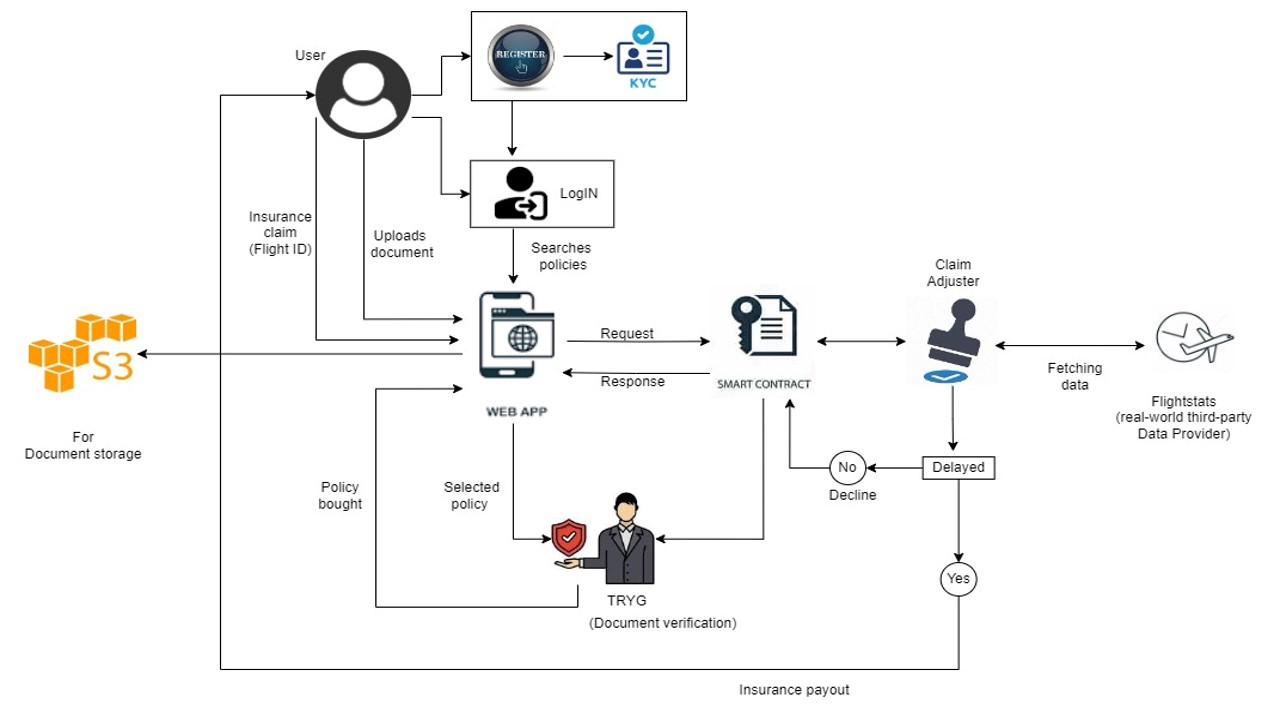 User
REGISTER
KYC
LogIN
Insurance
claim
(Flight ID)
Uploads
document
Searches
policies
Claim
Adjuster
S3
Request
Response
SMART CONTRACT
WEB APP
Fetching
data
Flightstats
(real-world third-party
Data Provider)
For
Document storage
No
Decline
Delayed
Policy
bought
Selected
policy
Yes
TRYG
(Document verification)
Insurance payout